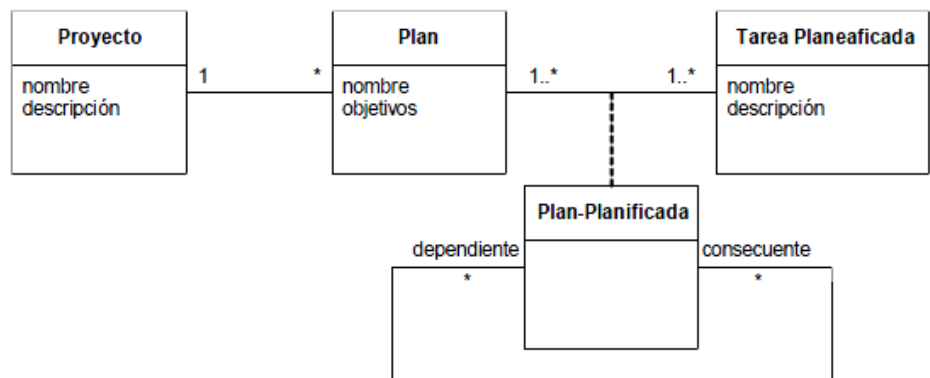 Proyecto
nombre
descripción
1
*
Plan
nombre
objetivos
1..*
1..*
Tarea Planeaficada
nombre
descripción
Plan-Planificada
dependiente
*
consecuente
*